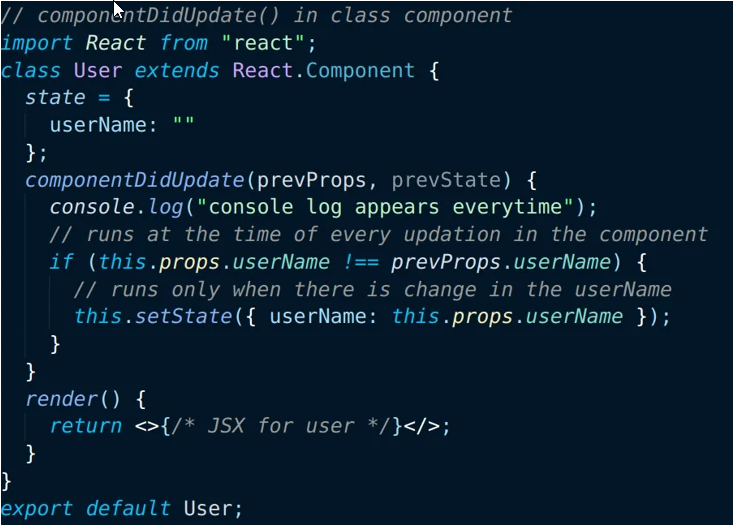 // componentDidUpdate() in class component
import React from "react";
class User extends React.Component {
  state = {
    userName: ""
  };
  componentDidUpdate(prevProps, prevState) {
    console.log("console log appears everytime");
    // runs at the time of every updation in the component
    if (this.props.userName !== prevProps.userName) {
      // runs only when there is change in the userName
      this.setState({ userName: this.props.userName });
    }
  }
  render() {
    return <>{/* JSX for user */}</>;
  }
}
export default User;